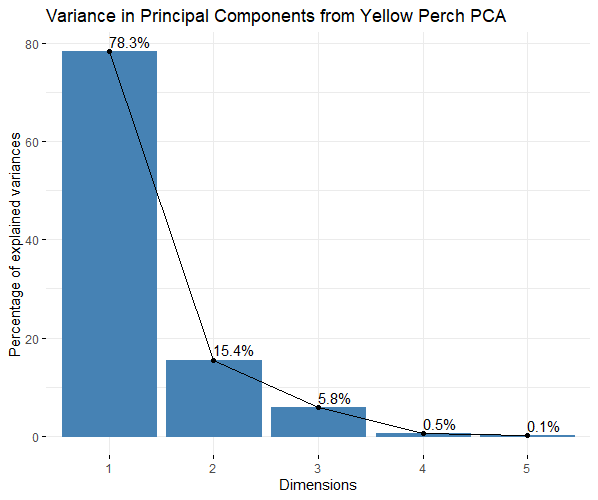 Variance in Principal Components from Yellow Perch PCA
80
60
40
20
0
Percentage of explained variances
78.3%
15.4%
5.8%
0.5%
0.1%
1 2 3 4 5
Dimensions